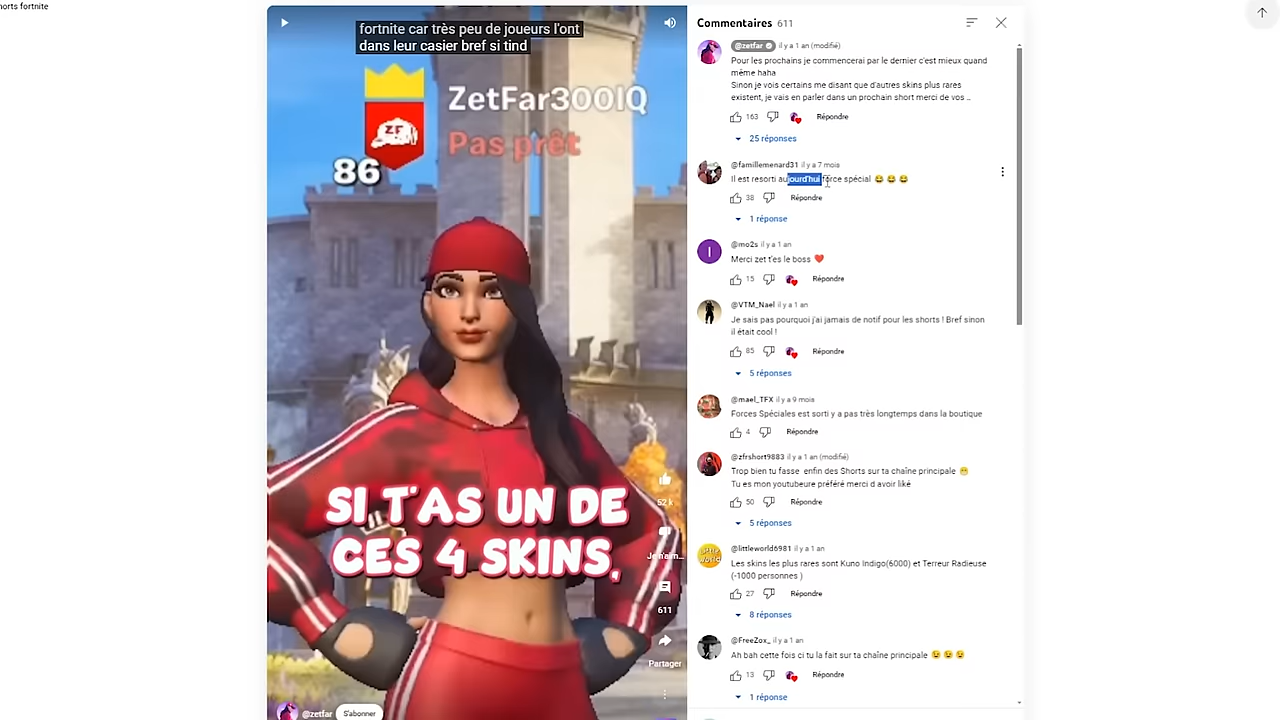 horts fortnite
fortnite car très peu de joueurs l'ont
dans leur casier bref si tind
ZetFar300IQ
Pas prêt
ZF
86
SI T'AS UN DE
CES 4 SKINS,
52 k
Je n'aim...
611
Partager
@zetfar
S'abonner
Commentaires 611
@zetfar il y a 1 an (modifié)
Pour les prochains je commencerai par le dernier c'est mieux quand
même haha
Sinon je vois certains me disant que d'autres skins plus rares
existent, je vais en parler dans un prochain short merci de vos ..
163 Répondre
25 réponses
@famillemenard31 il y a 7 mois
Il est resorti aujourd'hui force spécial 😂 😂 😂
38 Répondre
1 réponse
I
@mo2s il y a 1 an
Merci zet t'es le boss ❤️
15 Répondre
@VTM_Nael il y a 1 an
Je sais pas pourquoi j'ai jamais de notif pour les shorts ! Bref sinon
il était cool !
85 Répondre
5 réponses
@mael_TFX il y a 9 mois
Forces Spéciales est sorti y a pas très longtemps dans la boutique
4 Répondre
@zfrshort9883 il y a 1 an (modifié)
Trop bien tu fasse enfin des Shorts sur ta chaîne principale 😁
Tu es mon youtubeure préféré merci d avoir liké
50 Répondre
5 réponses
Little
World
@littleworld6981 il y a 1 an
Les skins les plus rares sont Kuno Indigo(6000) et Terreur Radieuse
(-1000 personnes )
27 Répondre
8 réponses
@FreeZox_ il y a 1 an
Ah bah cette fois ci tu la fait sur ta chaîne principale 😉 😉 😉
13 Répondre
1 réponse